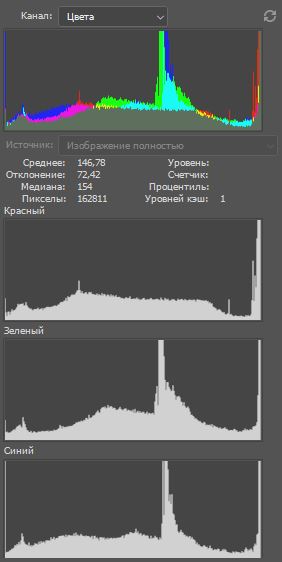 Канал: Цвета
Источник: Изображение полностью
Среднее: 146,78 Уровень:
Отклонение: 72,42 Счетчик:
Медиана: 154 Процентиль:
Пикселы: 162811 Уровней кэш: 1
Красный
Зеленый
Синий